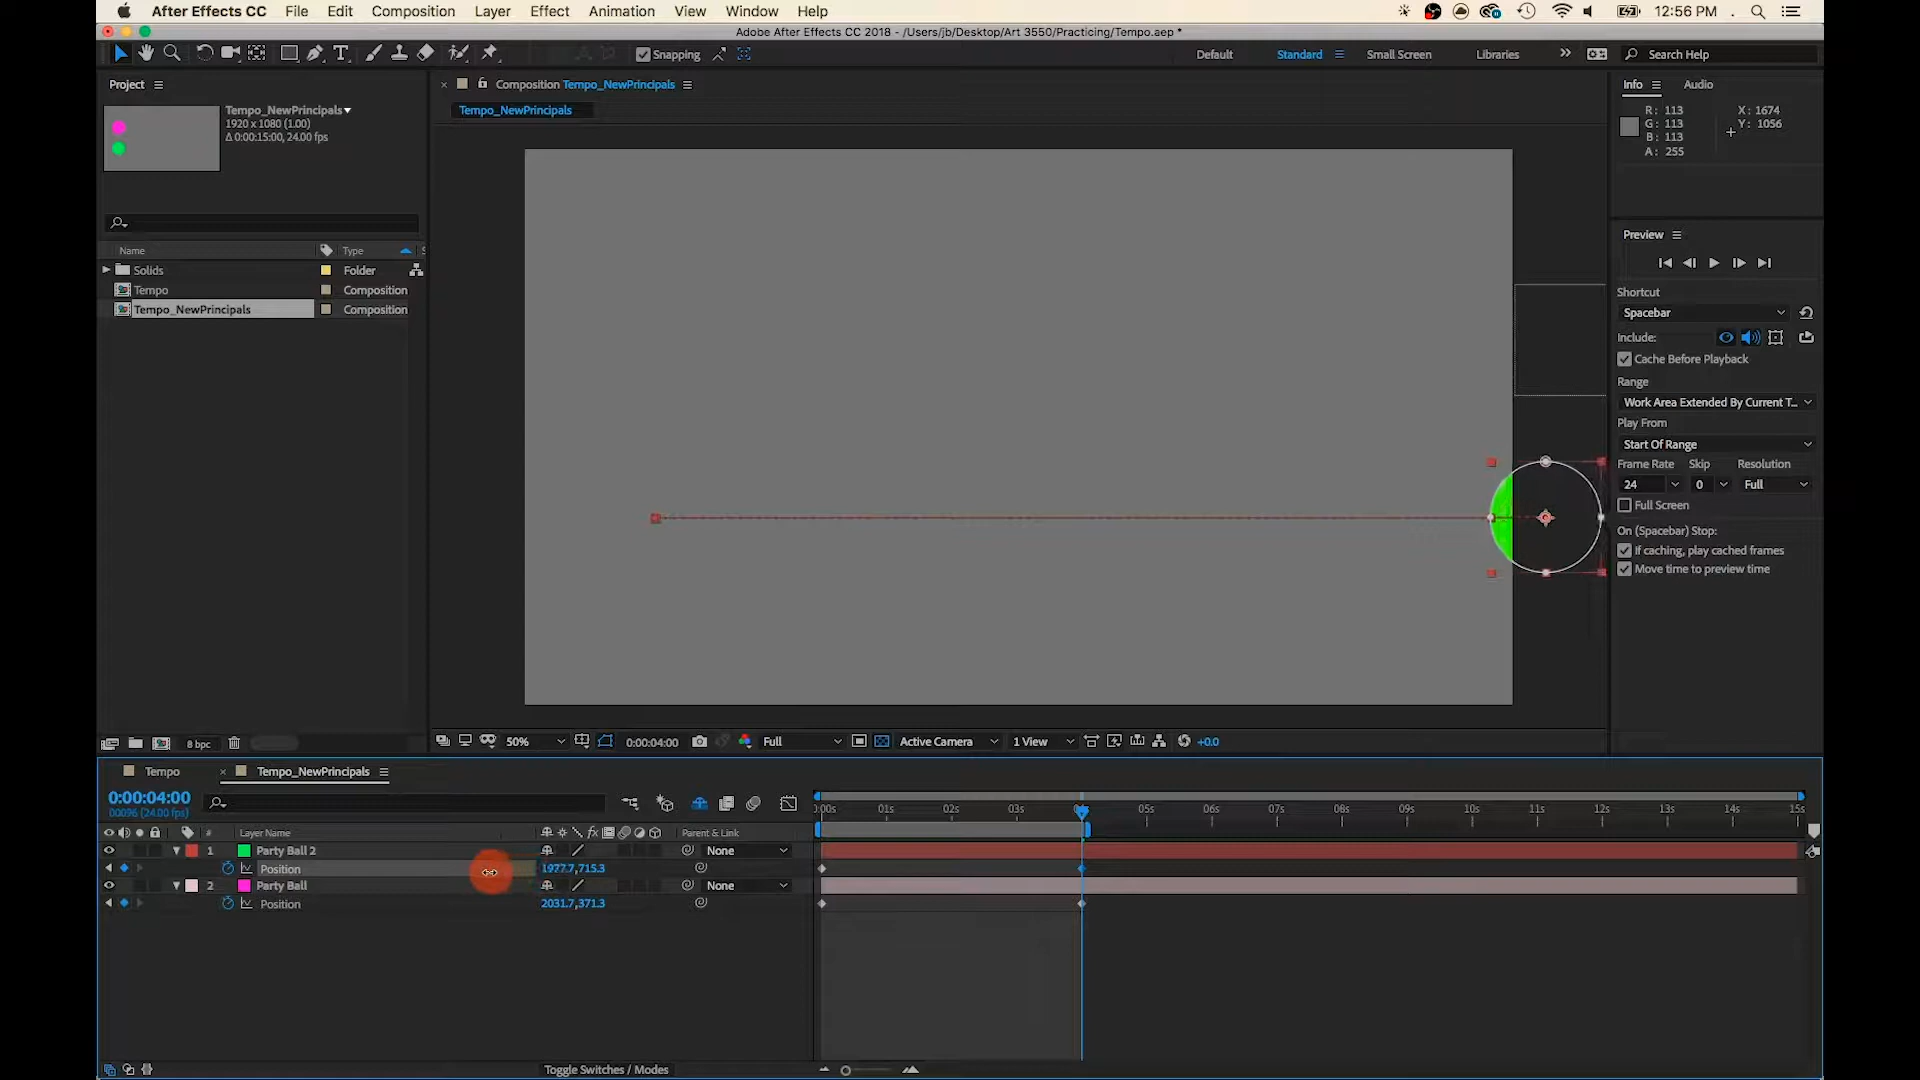 After Effects CC File Edit Composition Layer Effect Animation View Window Help 12:56 PM
Adobe After Effects CC 2018 - /Users/jb/Desktop/Art 3550/Practicing/Tempo.aep *
Snapping Default Standard Small Screen Libraries Search Help
Project
Tempo_NewPrincipals
1920 x 1080 (1.00)
Δ 0:00:15:00, 24.00 fps
Name Type
Solids Folder
Tempo Composition
Tempo_NewPrincipals Composition
8 bpc
Composition Tempo_NewPrincipals
Tempo_NewPrincipals
50% 0:00:04:00 Full Active Camera 1 View +0.0
Info Audio
R: 113
G: 113
B: 113
A: 255
X: 1674
Y: 1056
Preview
Shortcut
Spacebar
Include:
Cache Before Playback
Range
Work Area Extended By Current T...
Play From
Start Of Range
Frame Rate Skip Resolution
24 0 Full
Full Screen
On (Spacebar) Stop:
If caching, play cached frames
Move time to preview time
Tempo Tempo_NewPrincipals
0:00:04:00
00096 (24.00 fps)
# Layer Name Parent & Link
1 Party Ball 2 None
Position 1977.7,715.3
2 Party Ball None
Position 2031.7,371.3
01s 02s 03s 05s 06s 07s 08s 09s 10s 11s 12s 13s 14s 15s
Toggle Switches / Modes